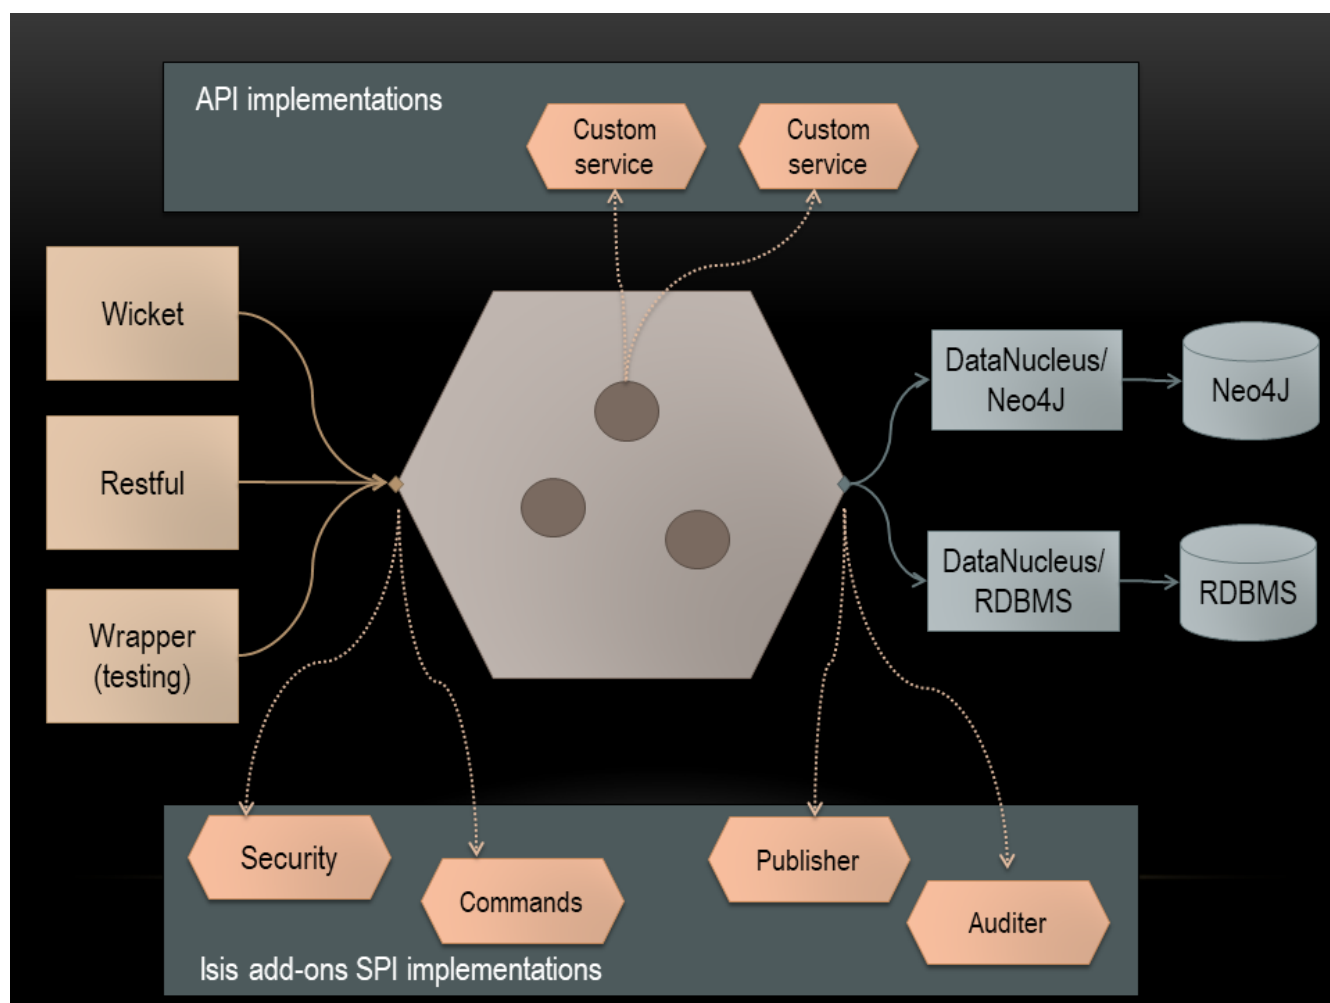 API implementations
Custom
service
Custom
service
Wicket
Restful
Wrapper
(testing)
DataNucleus/
Neo4J
Neo4J
DataNucleus/
RDBMS
RDBMS
Security
Commands
Publisher
Auditer
Isis add-ons SPI implementations